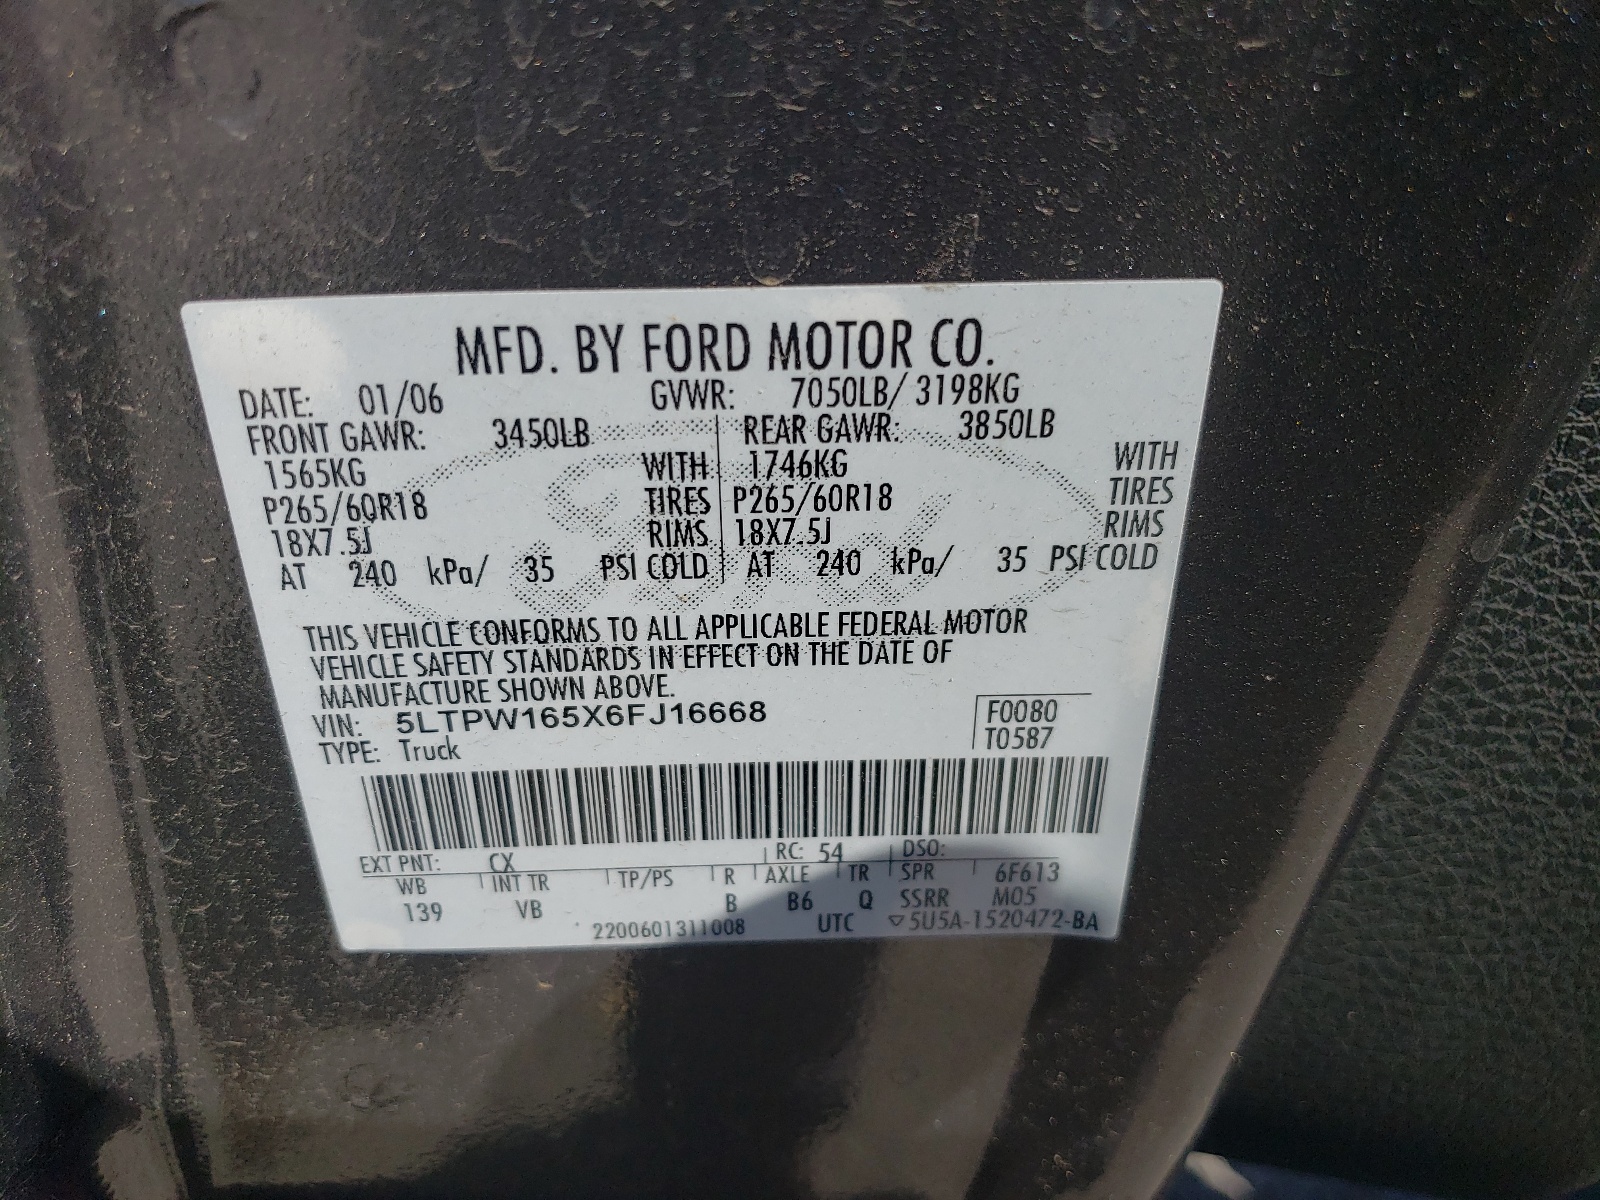 MFD. BY FORD MOTOR CO.
DATE: 01/06 GVWR: 7050LB/ 3198KG
FRONT GAWR: 3450LB REAR GAWR: 3850LB
1565KG WITH 1746KG WITH
P265/60R18 TIRES P265/60R18 TIRES
18X7.5J RIMS 18X7.5J RIMS
AT 240 kPa/ 35 PSI COLD AT 240 kPa/ 35 PSI COLD
THIS VEHICLE CONFORMS TO ALL APPLICABLE FEDERAL MOTOR
VEHICLE SAFETY STANDARDS IN EFFECT ON THE DATE OF
MANUFACTURE SHOWN ABOVE.
VIN: 5LTPW165X6FJ16668 F0080
TYPE: Truck T0587
EXT PNT: CX RC: 54 DSO:
WB INT TR TP/PS R AXLE TR SPR 6F613
139 VB B B6 Q SSRR M05
2200601311008 UTC ▽5U5A-1520472-BA